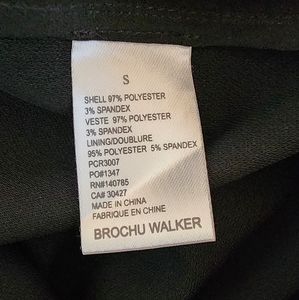 S
SHELL 97% POLYESTER
3% SPANDEX
VESTE 97% POLYESTER
3% SPANDEX
LINING/DOUBLURE
95% POLYESTER 5% SPANDEX
PCR3007
PO#1347
RN#140785
CA# 30427
MADE IN CHINA
FABRIQUE EN CHINE
BROCHU WALKER